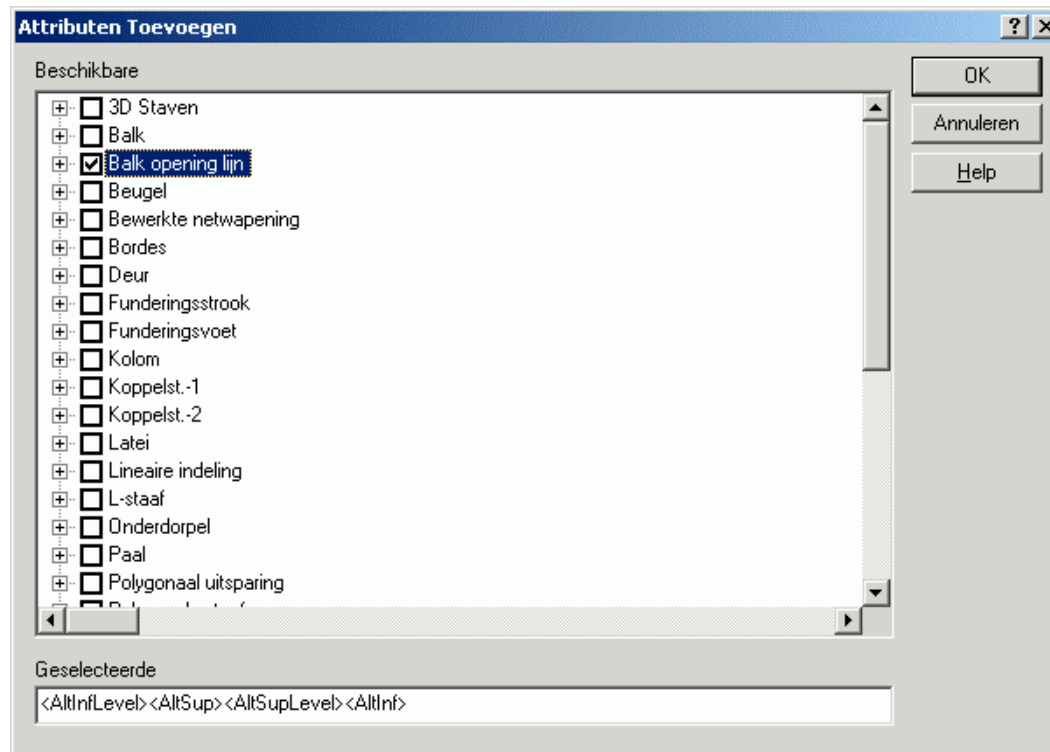 Attributen Toevoegen
Beschikbare
3D Staven
Balk
Balk opening lijn
Beugel
Bewerkte netwapening
Bordes
Deur
Funderingsstrook
Funderingsvoet
Kolom
Koppelst.-1
Koppelst.-2
Latei
Lineaire indeling
L-staaf
Onderdorpel
Paal
Polygonaal uitsparing
OK
Annuleren
Help
Geselecteerde
<AltInfLevel><AltSup><AltSupLevel><AltInf>